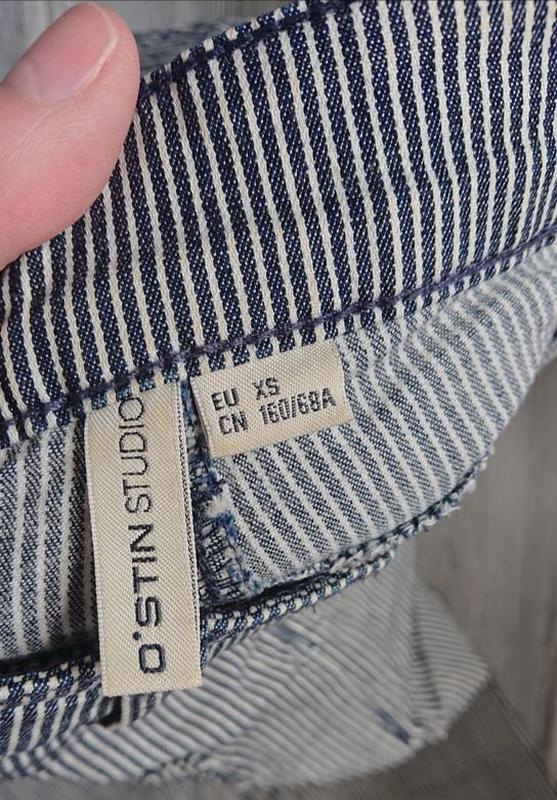 O'STIN STUDIO
EU XS
CN 160/68A